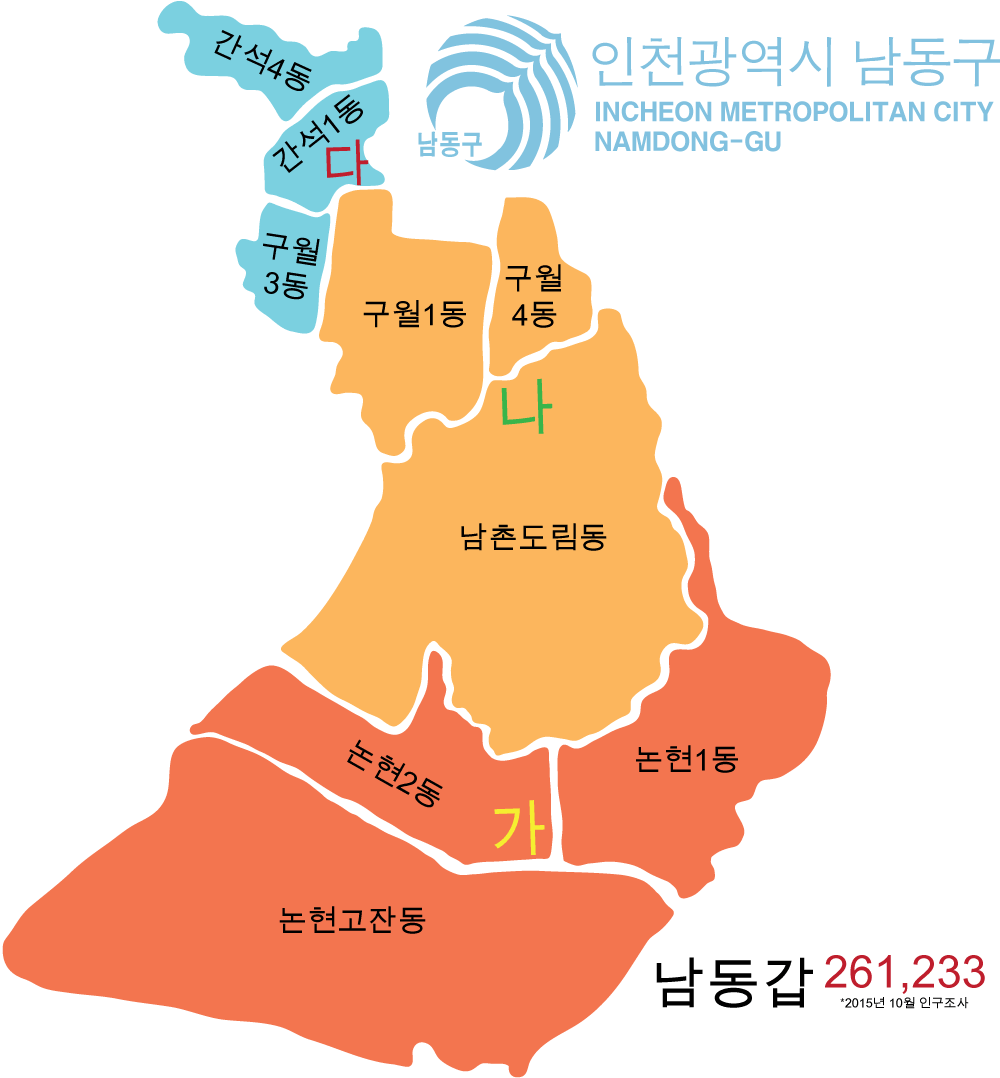 간석4동
인천광역시 남동구
INCHEON METROPOLITAN CITY
NAMDONG-GU
남동구
간석1동
다
구월
3동
구월1동
구월
4동
나
남촌도림동
논현2동
논현1동
가
논현고잔동
남동갑 261,233
*2015년 10월 인구조사